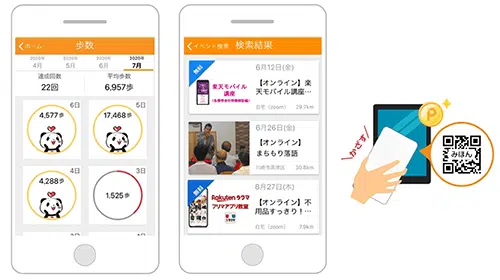 ホーム
歩数
2020年
4月
2020年
5月
2020年
6月
2020年
7月
達成回数
22回
平均歩数
6,957歩
6日
4,577歩
5日
17,468歩
4日
4,288歩
3日
1,525歩
2日
1日
イベント検索
検索結果
無料
楽天モバイル
講座
6月12日(金)
【オンライン】楽
天モバイル講座…
自宅（zoom）
29.7km
6月26日(金)
【オンライン】
まちもり落語
30.8km
無料
Rakuten ラクマ
フリマアプリ教室
8月27日(木)
【オンライン】不
用品すっきり！…
自宅（ZOOM）
7.5km
かざす
P
みほん